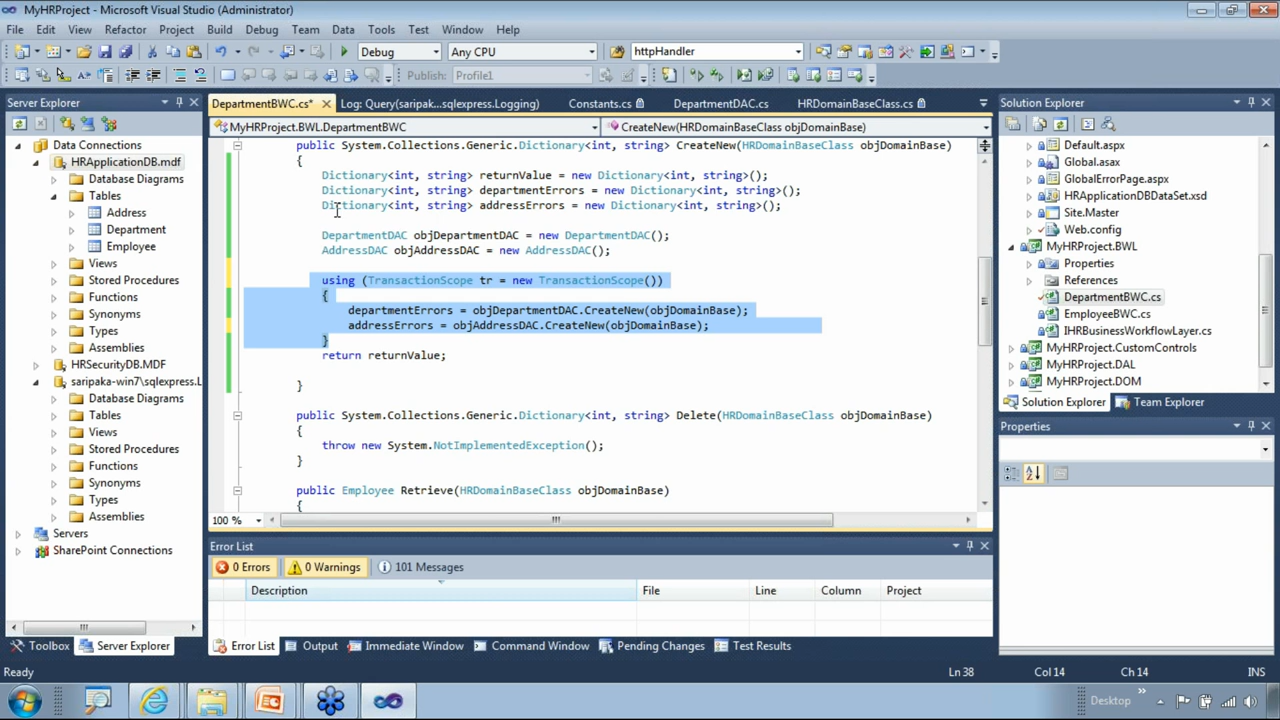 MyHRProject - Microsoft Visual Studio (Administrator)
File Edit View Refactor Project Build Debug Team Data Tools Test Window Help
Debug Any CPU httpHandler
Publish: Profile1
Server Explorer
Data Connections
HRApplicationDB.mdf
Database Diagrams
Tables
Address
Department
Employee
Views
Stored Procedures
Functions
Synonyms
Types
Assemblies
HRSecurityDB.MDF
saripaka-win7\sqlexpress.L
Database Diagrams
Tables
Views
Stored Procedures
Functions
Synonyms
Types
Assemblies
Servers
SharePoint Connections
Toolbox Server Explorer
DepartmentBWC.cs* Log: Query(saripak...sqlexpress.Logging) Constants.cs DepartmentDAC.cs HRDomainBaseClass.cs
MyHRProject.BWL.DepartmentBWC CreateNew(HRDomainBaseClass objDomainBase)
public System.Collections.Generic.Dictionary<int, string> CreateNew(HRDomainBaseClass objDomainBase)
{
Dictionary<int, string> returnValue = new Dictionary<int, string>();
Dictionary<int, string> departmentErrors = new Dictionary<int, string>();
Dictionary<int, string> addressErrors = new Dictionary<int, string>();
DepartmentDAC objDepartmentDAC = new DepartmentDAC();
AddressDAC objAddressDAC = new AddressDAC();
using (TransactionScope tr = new TransactionScope())
{
departmentErrors = objDepartmentDAC.CreateNew(objDomainBase);
addressErrors = objAddressDAC.CreateNew(objDomainBase);
}
return returnValue;
}
public System.Collections.Generic.Dictionary<int, string> Delete(HRDomainBaseClass objDomainBase)
{
throw new System.NotImplementedException();
}
public Employee Retrieve(HRDomainBaseClass objDomainBase)
{
100 %
Error List
0 Errors 0 Warnings 101 Messages
Description File Line Column Project
Error List Output Immediate Window Command Window Pending Changes Test Results
Solution Explorer
Default.aspx
Global.asax
GlobalErrorPage.aspx
HRApplicationDBDataSet.xsd
Site.Master
Web.config
MyHRProject.BWL
Properties
References
DepartmentBWC.cs
EmployeeBWC.cs
IHRBusinessWorkflowLayer.cs
MyHRProject.CustomControls
MyHRProject.DAL
MyHRProject.DOM
Solution Explorer Team Explorer
Properties
Ready Ln 38 Col 14 Ch 14 INS
Desktop